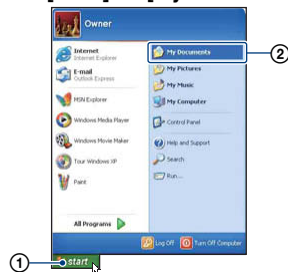 Owner
Internet
Internet Explorer
E-mail
Outlook Express
MSN Explorer
Windows Media Player
Windows Movie Maker
Tour Windows XP
Paint
All Programs
My Documents
My Pictures
My Music
My Computer
Control Panel
Help and Support
Search
Run...
Log Off
Turn Off Computer
start
①
②